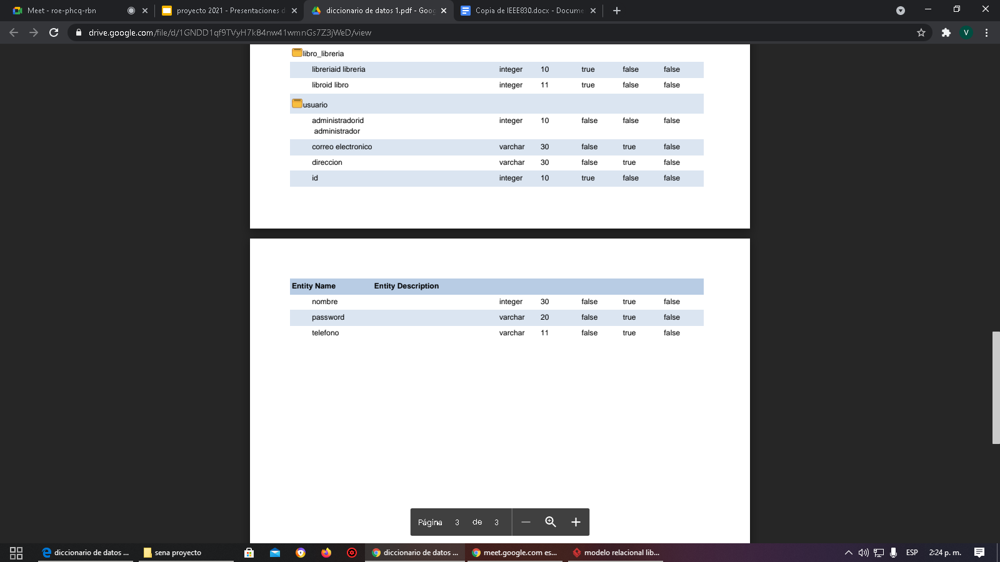 Meet - roe-phcq-rbn
proyecto 2021 - Presentaciones d
diccionario de datos 1.pdf - Goog
Copia de IEEE830.docx - Docume
drive.google.com/file/d/1GNDD1qf9TVyH7k84nw41wmnGs7Z3jWeD/view
V
libro_libreria
libreriaid libreria integer 10 true false false
libroid libro integer 11 true false false
usuario
administradorid integer 10 false false false
administrador
correo electronico varchar 30 false true false
direccion varchar 30 false true false
id integer 10 true false false
Entity Name Entity Description
nombre integer 30 false true false
password varchar 20 false true false
telefono varchar 11 false true false
Página 3 de 3
diccionario de datos ...
sena proyecto
diccionario de datos ...
meet.google.com es...
modelo relacional lib...
ESP
2:24 p. m.